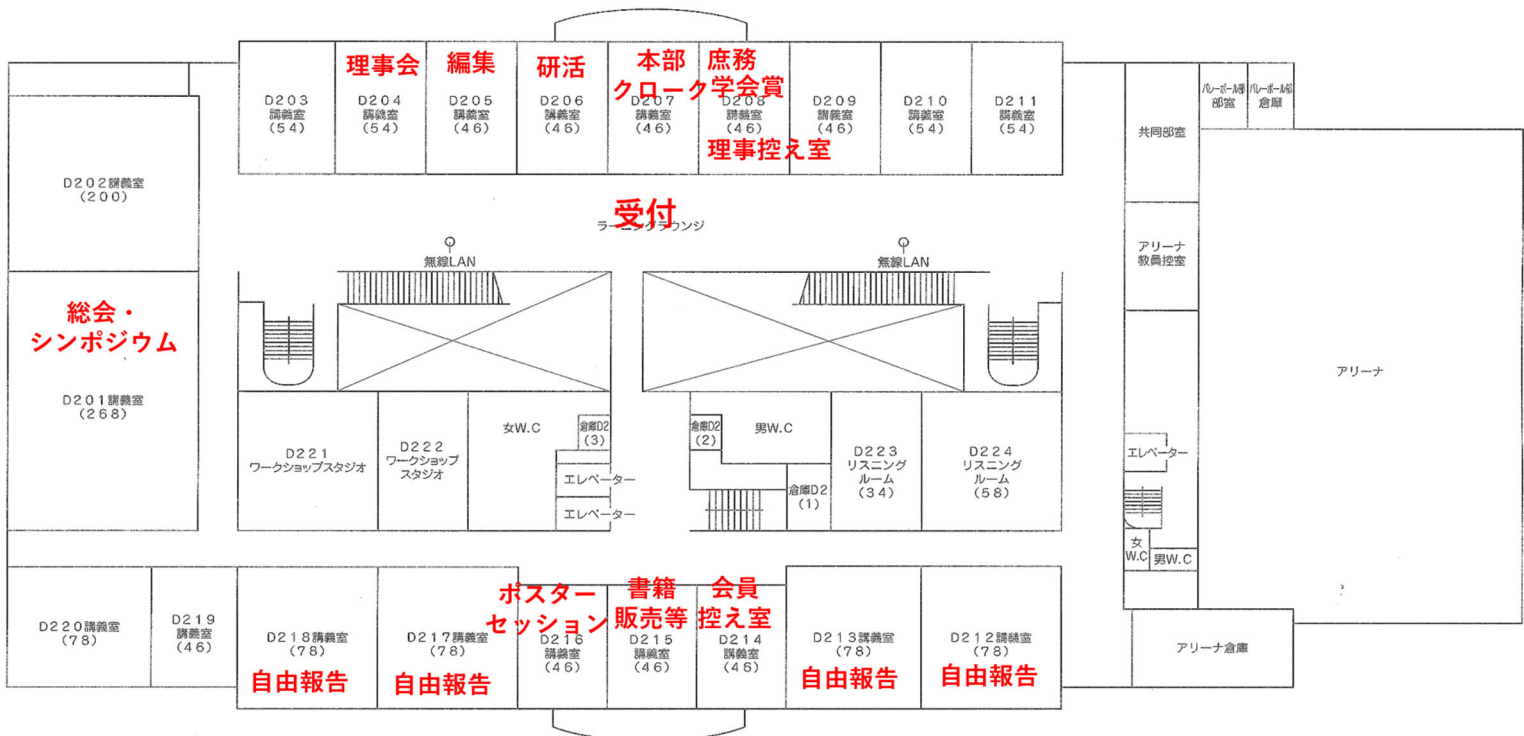 理事会
編集
研活
本部
クローク
庶務
学会賞
D203
講義室
(54)
D204
講義室
(54)
D205
講義室
(46)
D206
講義室
(46)
D207
講義室
(46)
D208
講義室
(46)
D209
講義室
(46)
D210
講義室
(54)
D211
講義室
(54)
理事控え室
バレーボール部
部室
バレーボール部
倉庫
共同部室
D202講義室
(200)
受付
ラーニングラウンジ
無線LAN
無線LAN
アリーナ
教員控室
総会・
シンポジウム
D201講義室
(268)
アリーナ
D221
ワークショップスタジオ
D222
ワークショップ
スタジオ
女W.C
倉庫D2
(3)
エレベーター
エレベーター
倉庫D2
(2)
男W.C
倉庫D2
(1)
D223
リスニング
ルーム
(34)
D224
リスニング
ルーム
(58)
エレベーター
女
W.C
男W.C
ポスター
セッション
書籍
販売等
会員
控え室
D220講義室
(78)
D219
講義室
(46)
D218講義室
(78)
自由報告
D217講義室
(78)
自由報告
D216
講義室
(46)
D215
講義室
(46)
D214
講義室
(46)
D213講義室
(78)
自由報告
D212講義室
(78)
自由報告
アリーナ倉庫